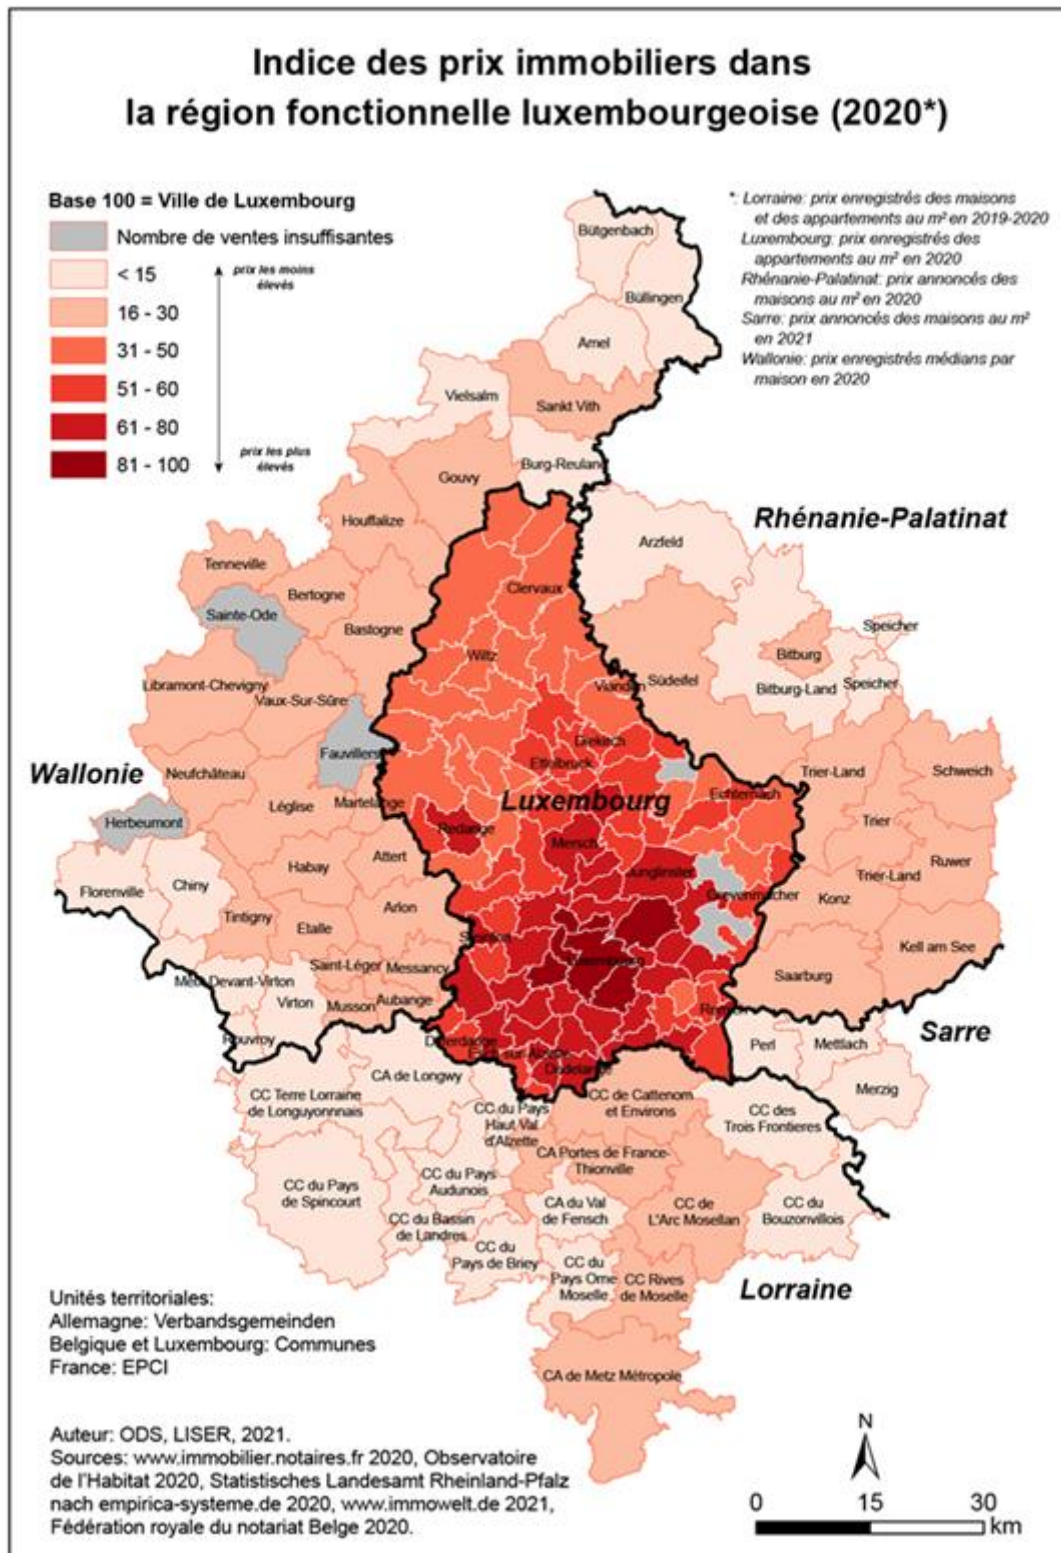 Indice des prix immobiliers dans
la région fonctionnelle luxembourgeoise (2020*)
Base 100 = Ville de Luxembourg
Nombre de ventes insuffisantes
< 15
16 - 30
31 - 50
51 - 60
61 - 80
81 - 100
prix les moins
élevés
prix les plus
élevés
*: Lorraine: prix enregistrés des maisons
et des appartements au m² en 2019-2020
Luxembourg: prix enregistrés des
appartements au m² en 2020
Rhénanie-Palatinat: prix annoncés des
maisons au m² en 2020
Sarre: prix annoncés des maisons au m²
en 2021
Wallonie: prix enregistrés médians par
maison en 2020
Bütgenbach
Büllingen
Amel
Vielsalm
Sankt Vith
Burg-Reuland
Gouvy
Houffalize
Rhénanie-Palatinat
Arzfeld
Tenneville
Bertogne
Clervaux
Sainte-Ode
Bastogne
Speicher
Bitburg
Wiltz
Libramont-Chevigny
Vaux-Sur-Sûre
Vianden
Südeifel
Bitburg-Land
Speicher
Diekirch
Fauvillers
Ettelbruck
Wallonie
Neufchâteau
Trier-Land
Schweich
Echternach
Léglise
Martelange
Luxembourg
Herbeumont
Redange
Trier
Mersch
Habay
Attert
Ruwer
Junglinster
Trier-Land
Florenville
Chiny
Grevenmacher
Konz
Tintigny
Arlon
Etalle
Kell am See
Luxembourg
Saint-Léger
Messancy
Saarburg
Meix-Devant-Virton
Virton
Musson
Aubange
Rouvroy
Sarre
Perl
Mettlach
Dudelange
CA de Longwy
Merzig
CC Terre Lorraine
de Longuyonnnais
CC de Cattenom
et Environs
CC du Pays
Haut Val
d'Alzette
CC des
Trois Frontieres
CA Portes de France-
Thionville
CC du Pays
Audunois
CC du Pays
de Spincourt
CA du Val
de Fensch
CC de
L'Arc Mosellan
CC du
Bouzonvillois
CC du Bassin
de Landres
CC du
Pays de Briey
CC du
Pays Orne
Moselle
CC Rives
de Moselle
Lorraine
CA de Metz Métropole
Unités territoriales:
Allemagne: Verbandsgemeinden
Belgique et Luxembourg: Communes
France: EPCI
Auteur: ODS, LISER, 2021.
Sources: www.immobilier.notaires.fr 2020, Observatoire
de l'Habitat 2020, Statistisches Landesamt Rheinland-Pfalz
nach empirica-systeme.de 2020, www.immowelt.de 2021,
Fédération royale du notariat Belge 2020.
N
0 15 30
km